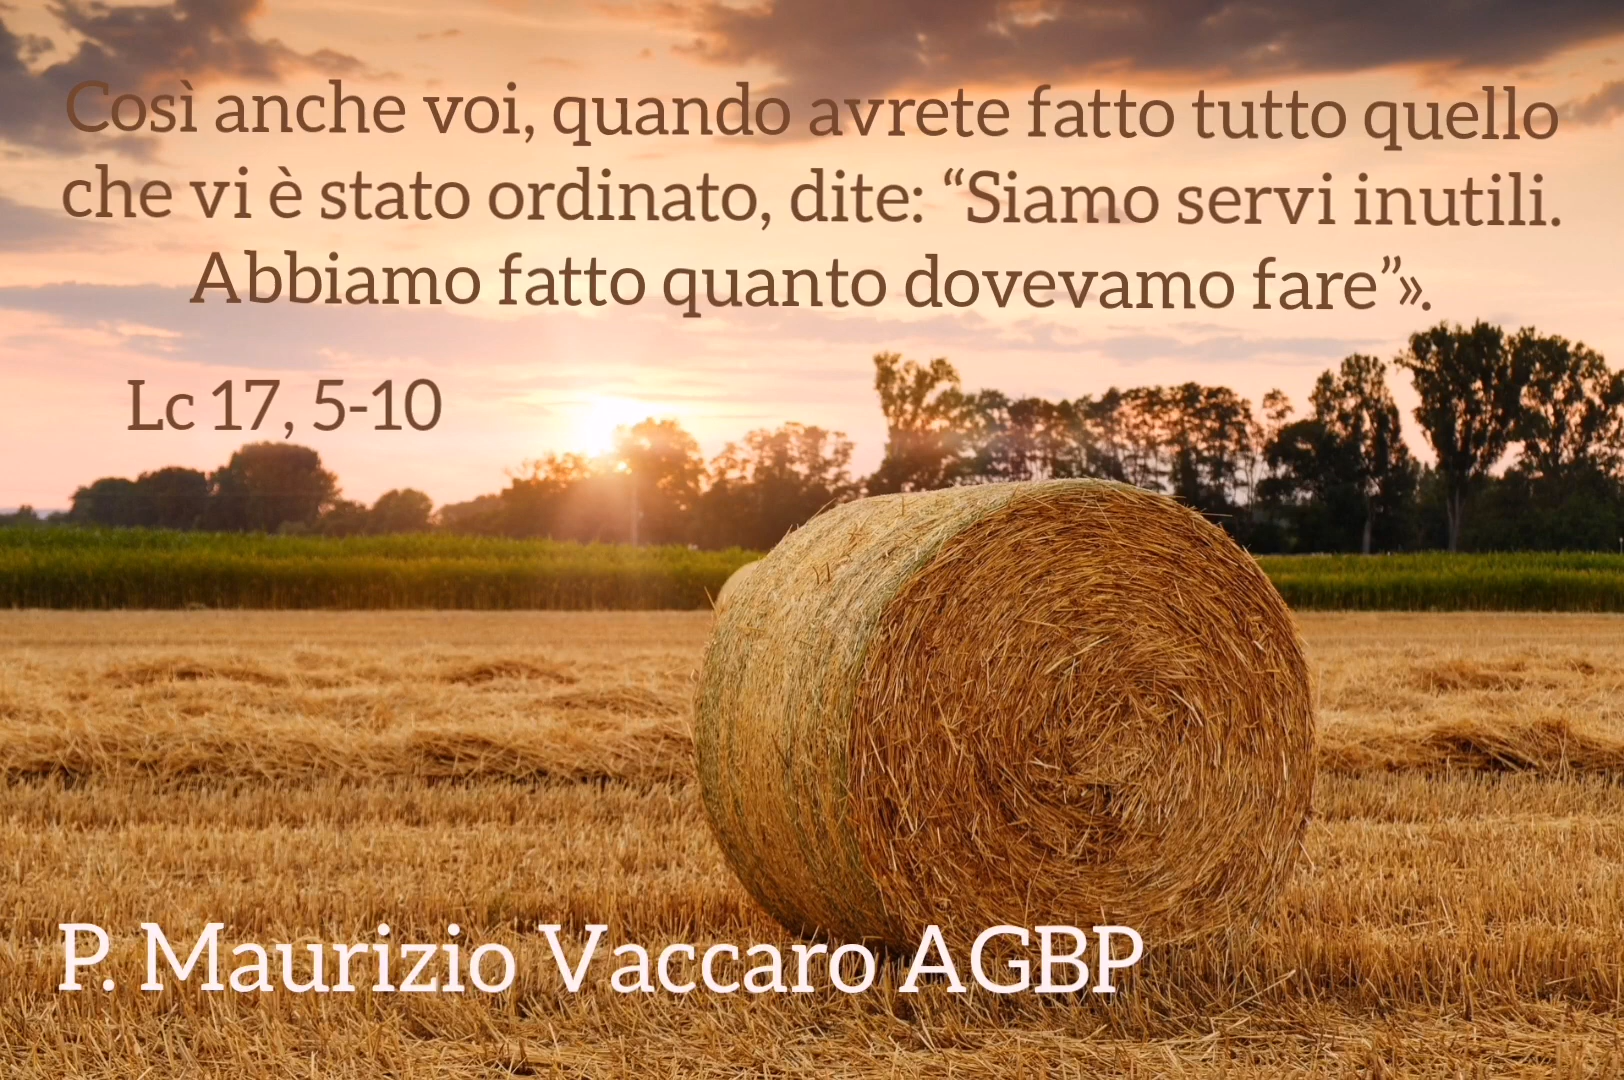 Così anche voi, quando avrete fatto tutto quello
che vi è stato ordinato, dite: “Siamo servi inutili.
Abbiamo fatto quanto dovevamo fare”».
Lc 17, 5-10
P. Maurizio Vaccaro AGBP